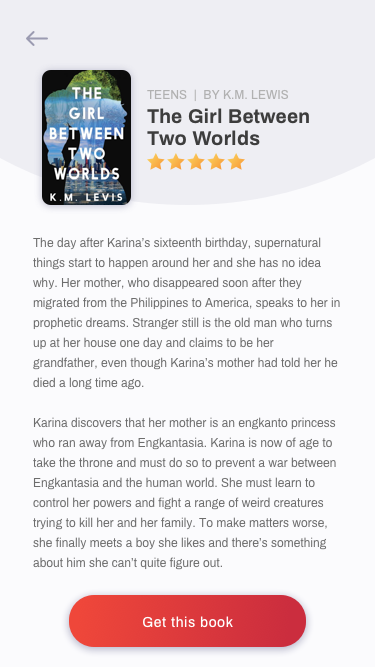 THE
GIRL
BETWEEN
TWO
WORLDS
K.M. LEVIS
TEENS | BY K.M. LEWIS
The Girl Between
Two Worlds
The day after Karina’s sixteenth birthday, supernatural
things start to happen around her and she has no idea
why. Her mother, who disappeared soon after they
migrated from the Philippines to America, speaks to her in
prophetic dreams. Stranger still is the old man who turns
up at her house one day and claims to be her
grandfather, even though Karina’s mother had told her he
died a long time ago.
Karina discovers that her mother is an engkanto princess
who ran away from Engkantasia. Karina is now of age to
take the throne and must do so to prevent a war between
Engkantasia and the human world. She must learn to
control her powers and fight a range of weird creatures
trying to kill her and her family. To make matters worse,
she finally meets a boy she likes and there’s something
about him she can’t quite figure out.
Get this book